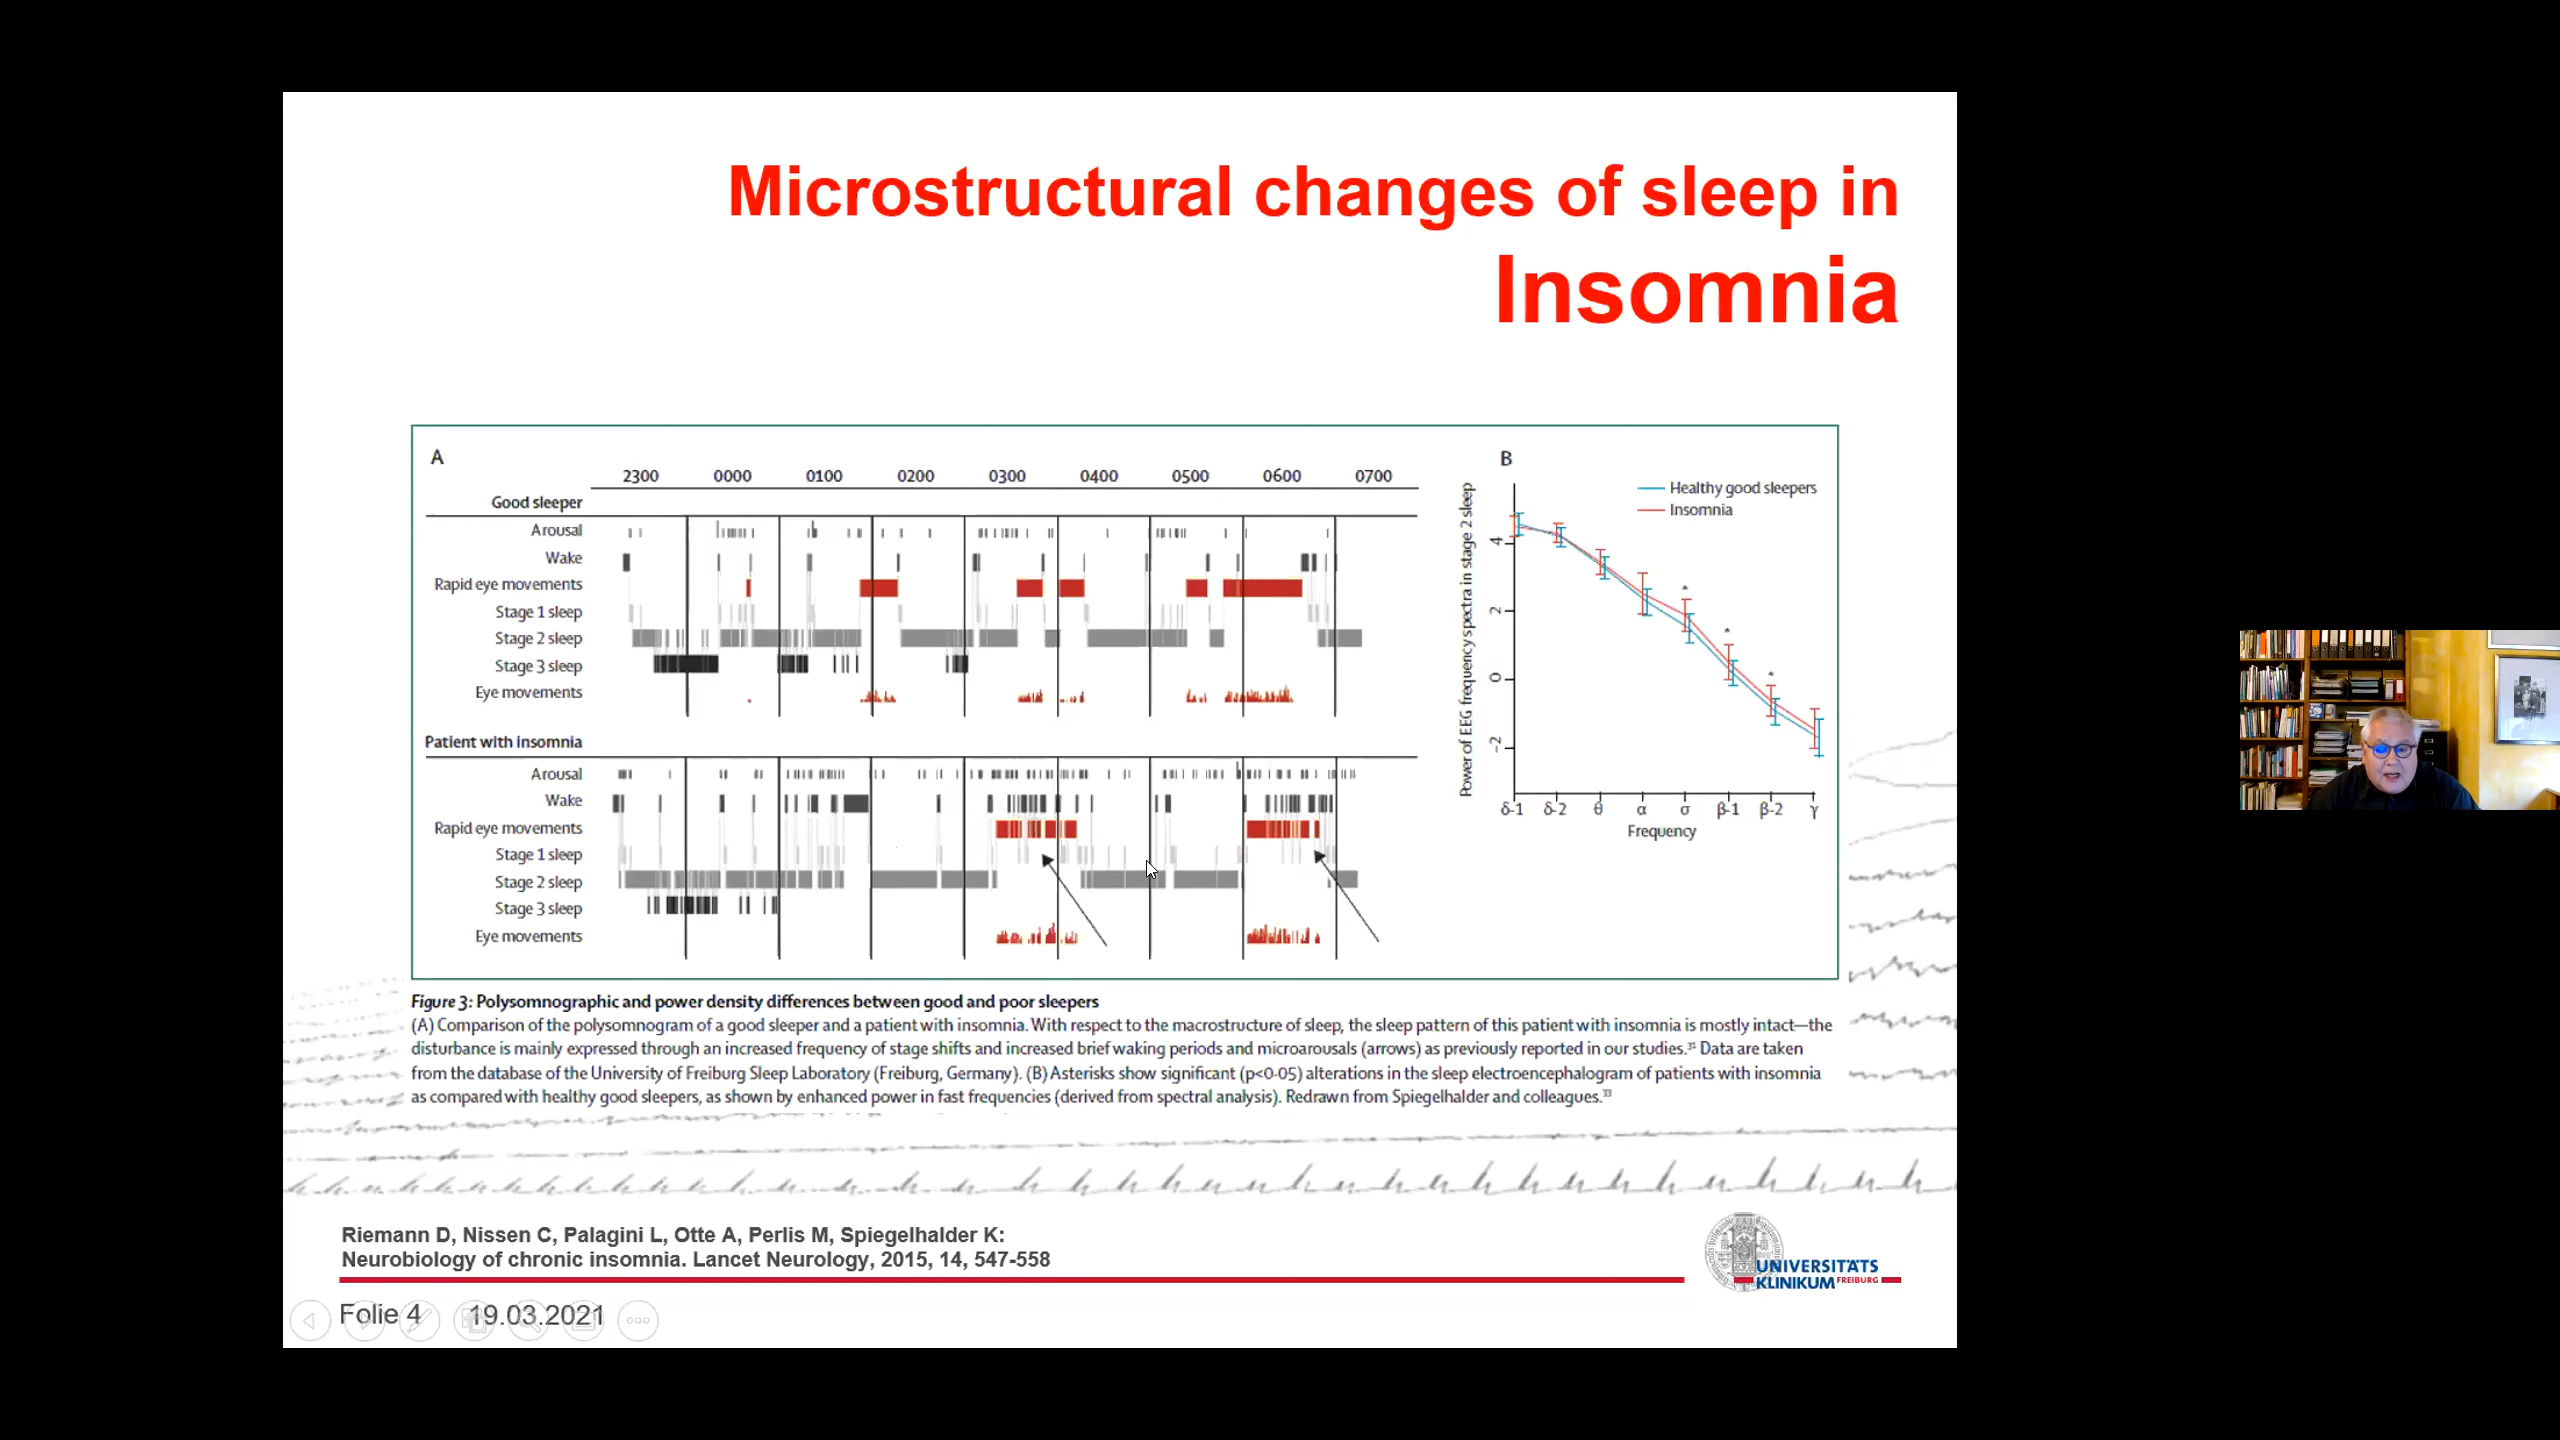 Microstructural changes of sleep in
Insomnia
A
2300 0000 0100 0200 0300 0400 0500 0600 0700
Good sleeper
Arousal
Wake
Rapid eye movements
Stage 1 sleep
Stage 2 sleep
Stage 3 sleep
Eye movements
Patient with insomnia
Arousal
Wake
Rapid eye movements
Stage 1 sleep
Stage 2 sleep
Stage 3 sleep
Eye movements
B
Healthy good sleepers
Insomnia
Power of EEG frequency spectra in stage 2 sleep
4
2
0
-2
* * *
δ-1 δ-2 θ α σ β-1 β-2 γ
Frequency
Figure 3: Polysomnographic and power density differences between good and poor sleepers
(A) Comparison of the polysomnogram of a good sleeper and a patient with insomnia. With respect to the macrostructure of sleep, the sleep pattern of this patient with insomnia is mostly intact—the
disturbance is mainly expressed through an increased frequency of stage shifts and increased brief waking periods and microarousals (arrows) as previously reported in our studies.³¹ Data are taken
from the database of the University of Freiburg Sleep Laboratory (Freiburg, Germany). (B) Asterisks show significant (p<0·05) alterations in the sleep electroencephalogram of patients with insomnia
as compared with healthy good sleepers, as shown by enhanced power in fast frequencies (derived from spectral analysis). Redrawn from Spiegelhalder and colleagues.³³
Riemann D, Nissen C, Palagini L, Otte A, Perlis M, Spiegelhalder K:
Neurobiology of chronic insomnia. Lancet Neurology, 2015, 14, 547-558
UNIVERSITÄTS
KLINIKUM FREIBURG
Folie 4 19.03.2021